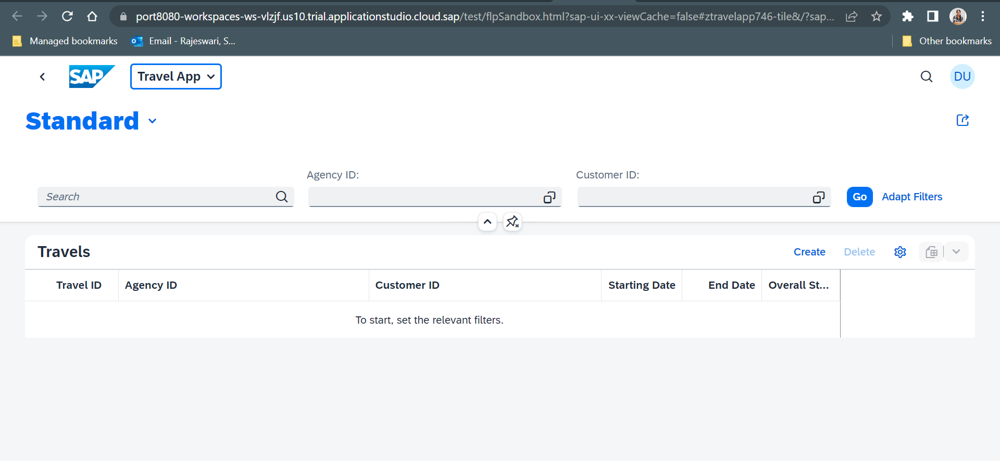 port8080-workspaces-ws-vlzjf.us10.trial.applicationstudio.cloud.sap/test/flpSandbox.html?sap-ui-xx-viewCache=false#ztravelapp746-tile&/?sap...
Managed bookmarks Email - Rajeswari, S... Other bookmarks
SAP Travel App DU
Standard
Agency ID: Customer ID:
Search Go Adapt Filters
Travels Create Delete
Travel ID Agency ID Customer ID Starting Date End Date Overall St...
To start, set the relevant filters.